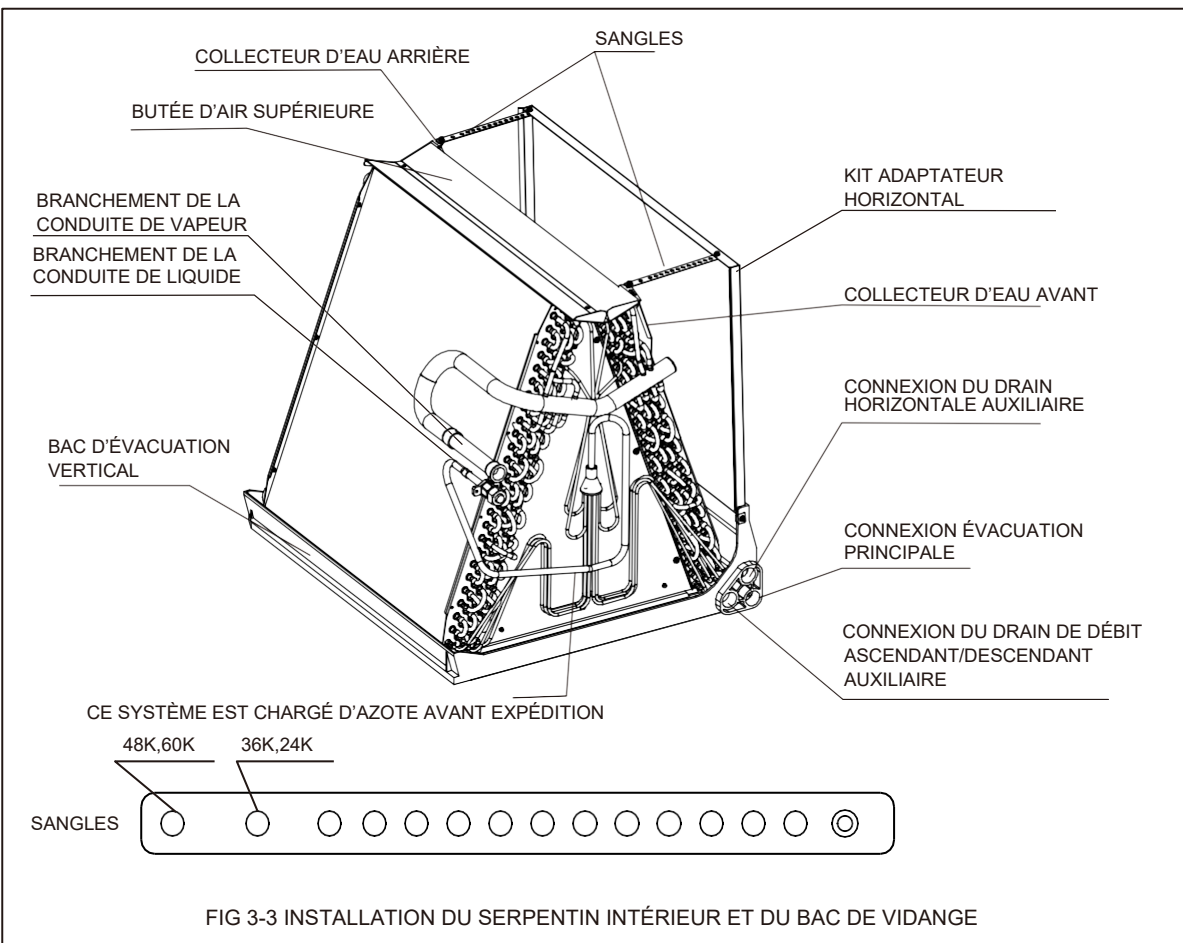 SANGLES
COLLECTEUR D’EAU ARRIÈRE
BUTÉE D’AIR SUPÉRIEURE
BRANCHEMENT DE LA
CONDUITE DE VAPEUR
BRANCHEMENT DE LA
CONDUITE DE LIQUIDE
BAC D’ÉVACUATION
VERTICAL
KIT ADAPTATEUR
HORIZONTAL
COLLECTEUR D’EAU AVANT
CONNEXION DU DRAIN
HORIZONTALE AUXILIAIRE
CONNEXION ÉVACUATION
PRINCIPALE
CONNEXION DU DRAIN DE DÉBIT
ASCENDANT/DESCENDANT
AUXILIAIRE
CE SYSTÈME EST CHARGÉ D’AZOTE AVANT EXPÉDITION
48K,60K
36K,24K
SANGLES
FIG 3-3 INSTALLATION DU SERPENTIN INTÉRIEUR ET DU BAC DE VIDANGE